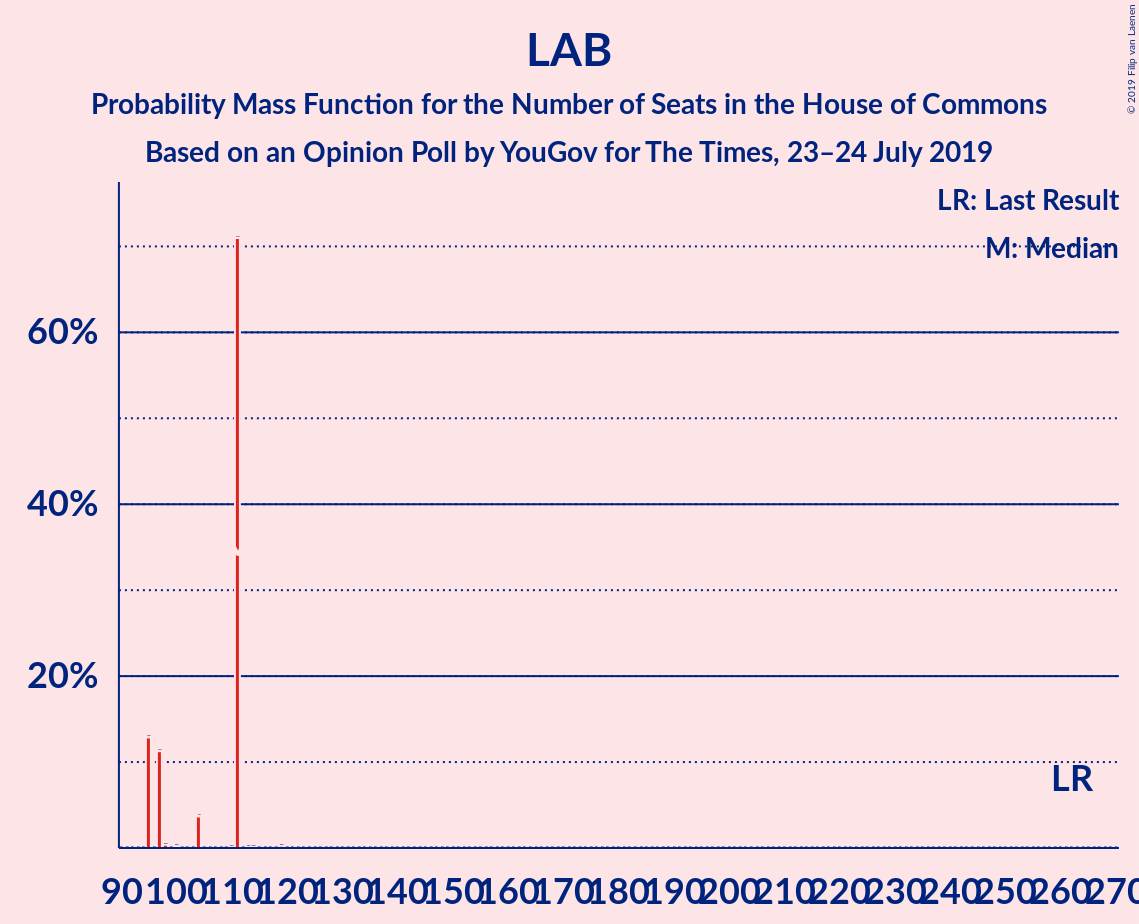 LAB
Probability Mass Function for the Number of Seats in the House of Commons
Based on an Opinion Poll by YouGov for The Times, 23–24 July 2019
© 2019 Filip van Laenen
LR: Last Result
M: Median
60%
40%
20%
LR
90 100 110 120 130 140 150 160 170 180 190 200 210 220 230 240 250 260 270